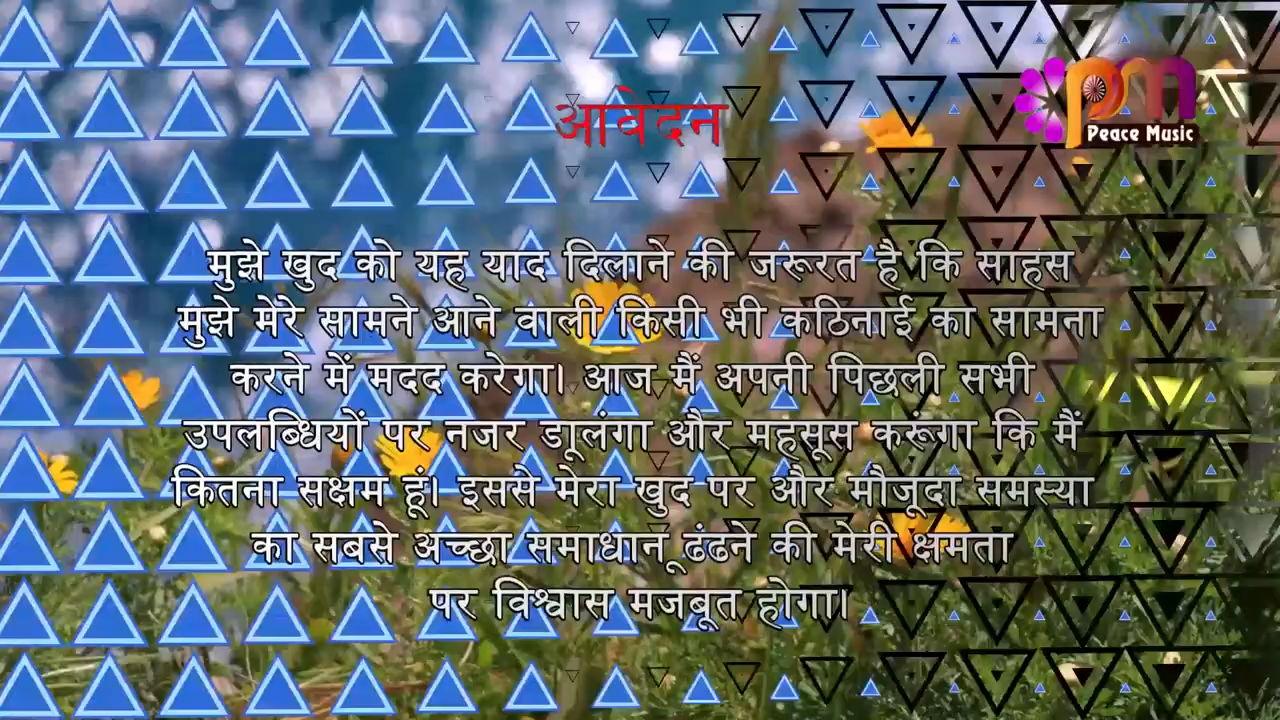 आवेदन
Peace Music
मुझे खुद को यह याद दिलाने की जरूरत है कि साहस
मुझे मेरे सामने आने वाली किसी भी कठिनाई का सामना
करने में मदद करेगा। आज मैं अपनी पिछली सभी
उपलब्धियों पर नजर डाूलंगा और महसूस करूंगा कि मैं
कितना सक्षम हूं। इससे मेरा खुद पर और मौजूदा समस्या
का सबसे अच्छा समाधानू ढंढने की मेरी क्षमता
पर विश्वास मजबूत होगा।